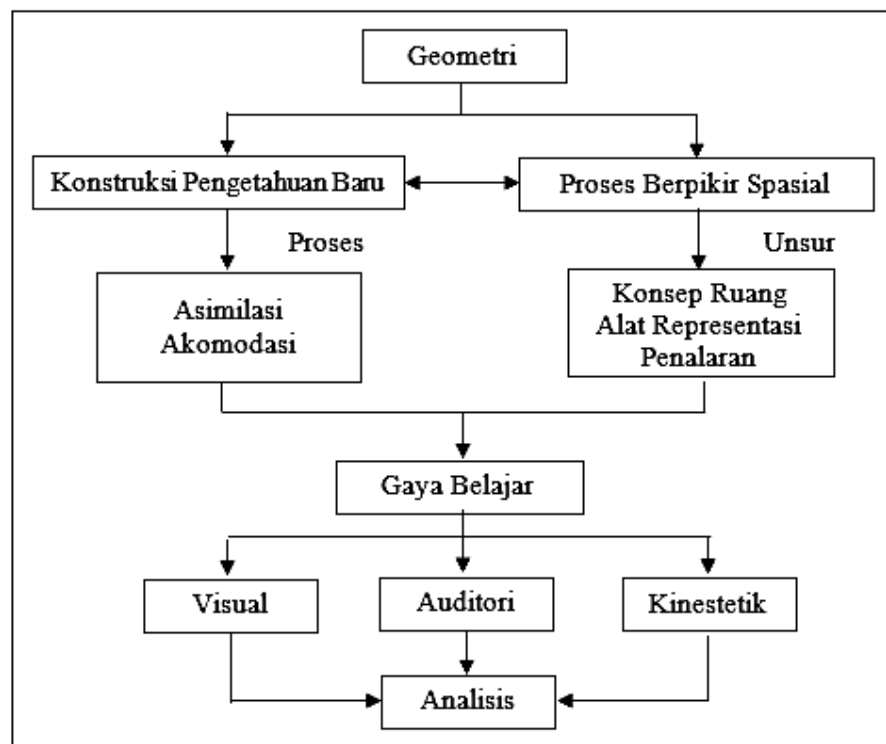 Geometri
Konstruksi Pengetahuan Baru
Proses Berpikir Spasial
Proses
Unsur
Asimilasi
Akomodasi
Konsep Ruang
Alat Representasi
Penalaran
Gaya Belajar
Visual
Auditori
Kinestetik
Analisis